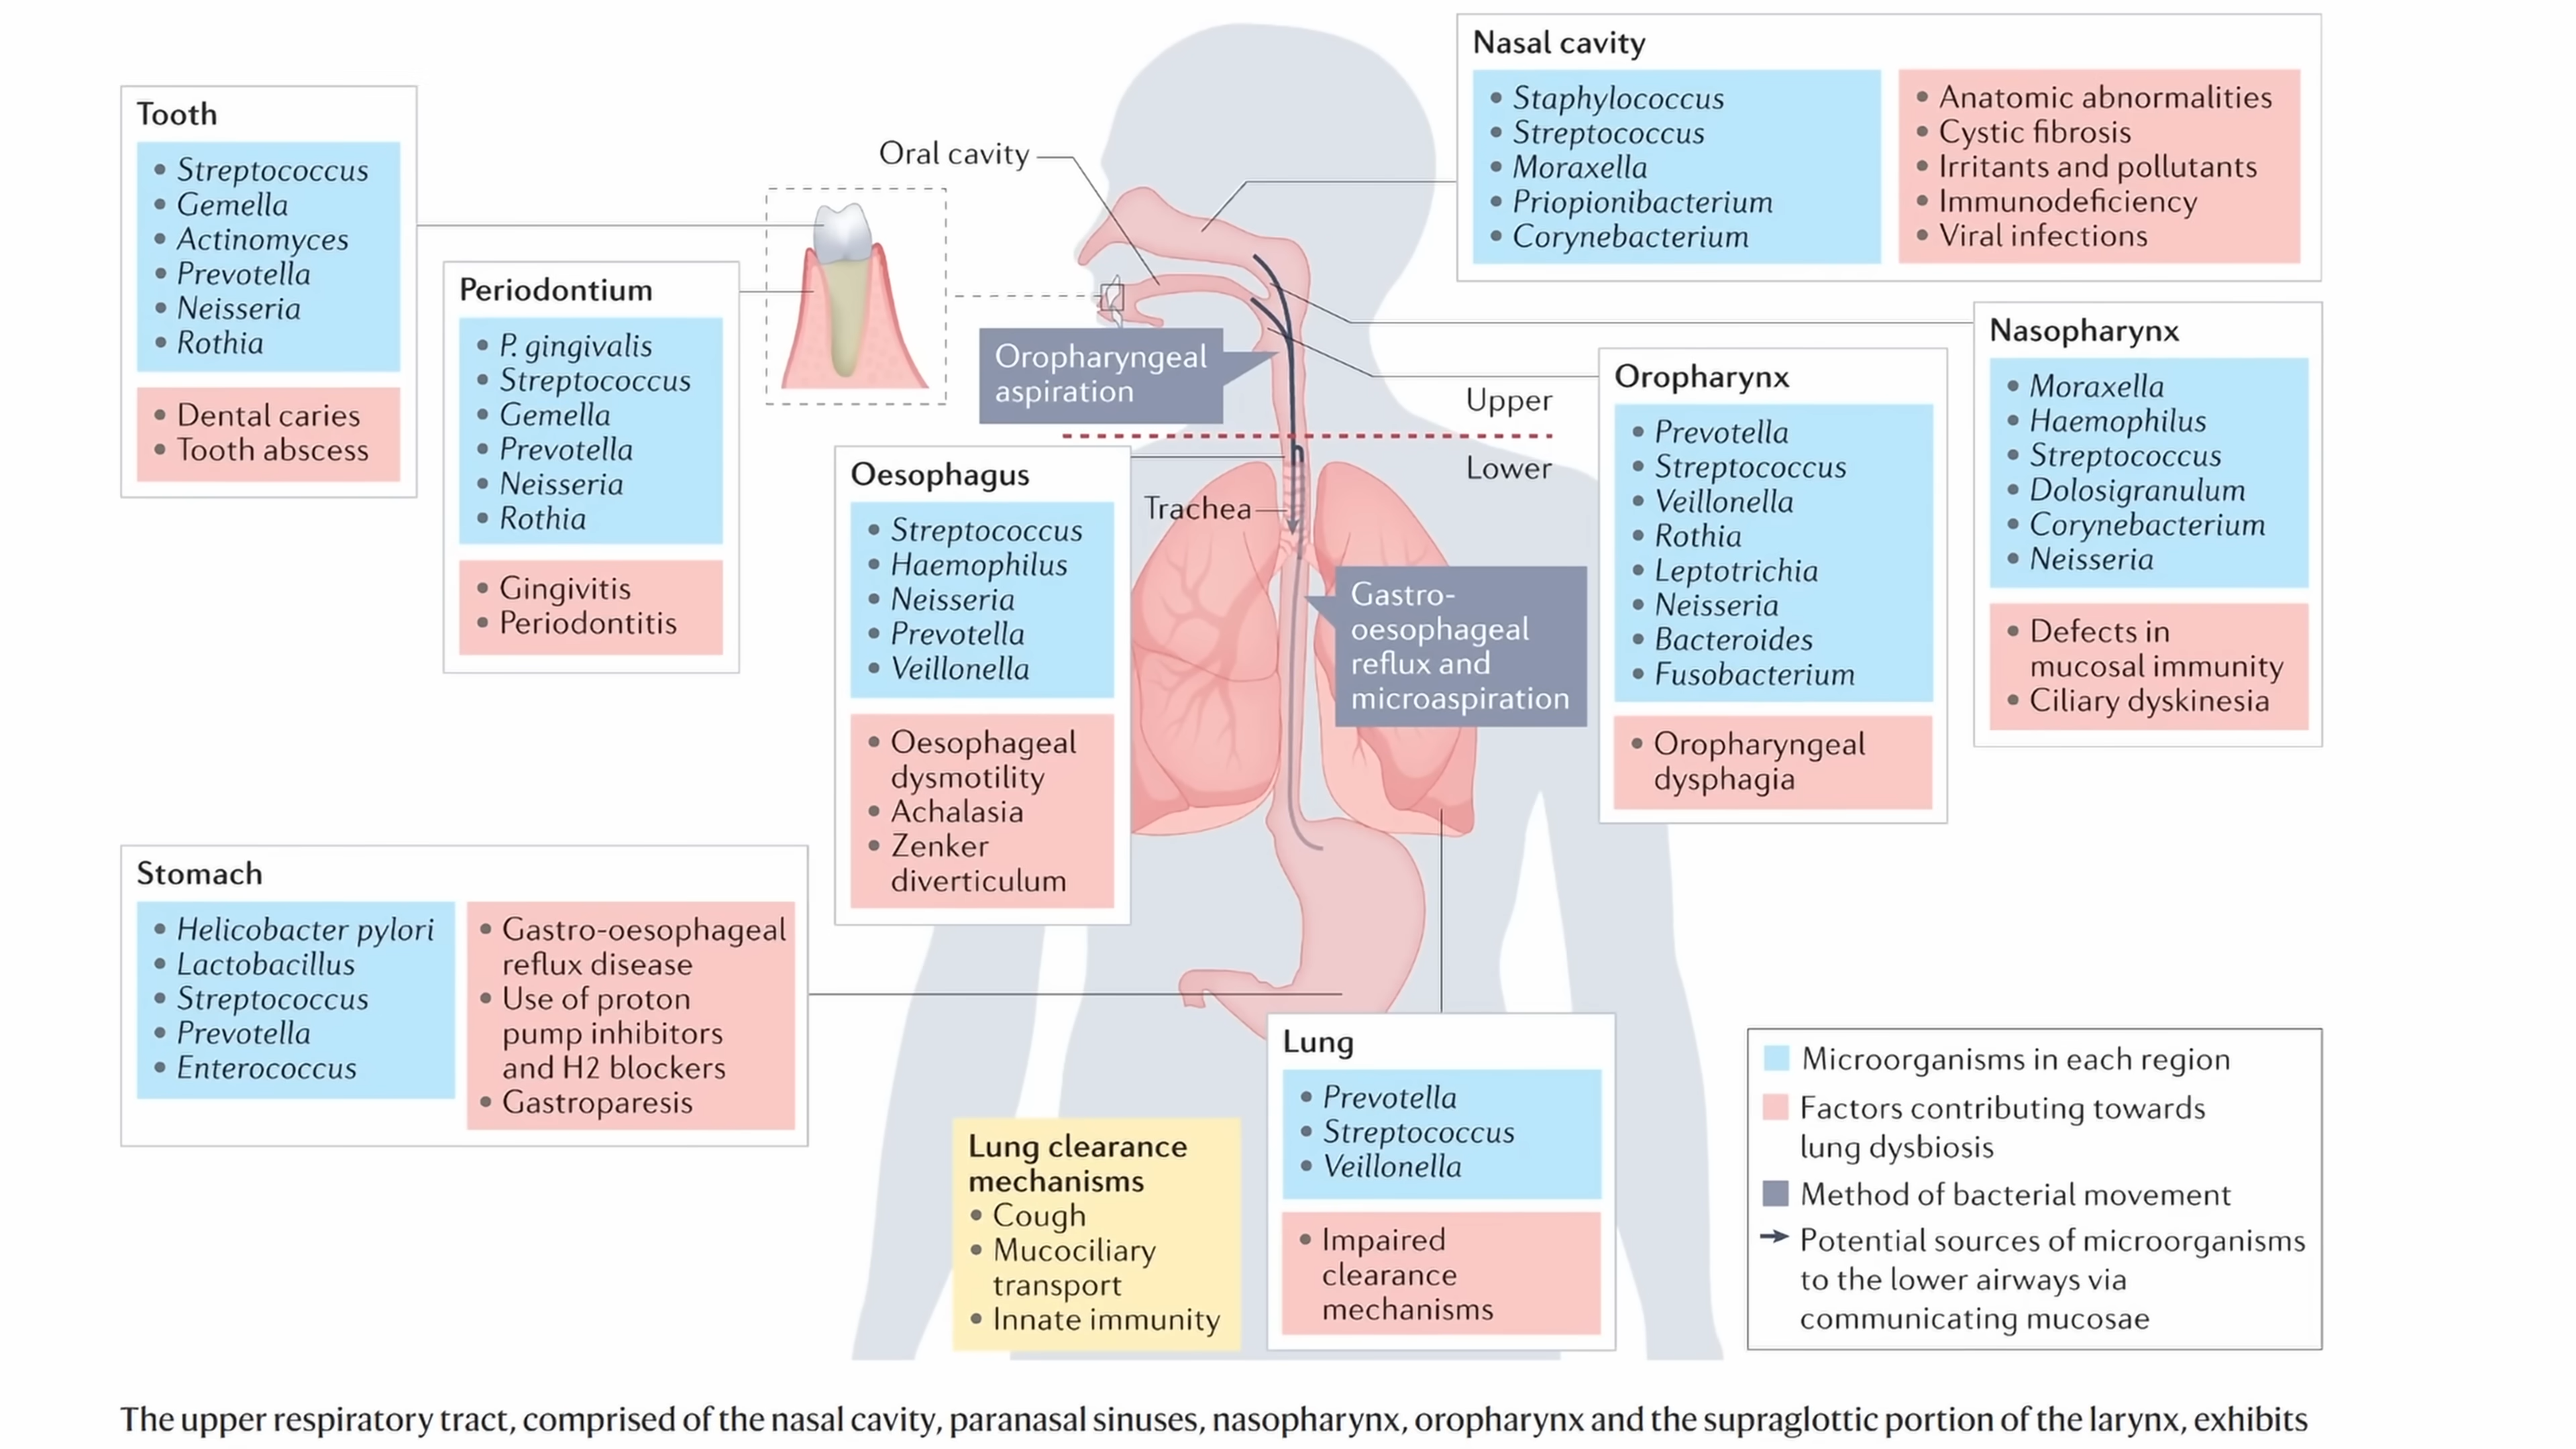 Tooth
• Streptococcus
• Gemella
• Actinomyces
• Prevotella
• Neisseria
• Rothia
• Dental caries
• Tooth abscess
Periodontium
• P. gingivalis
• Streptococcus
• Gemella
• Prevotella
• Neisseria
• Rothia
• Gingivitis
• Periodontitis
Oral cavity
Oropharyngeal
aspiration
Nasal cavity
• Staphylococcus
• Streptococcus
• Moraxella
• Priopionibacterium
• Corynebacterium
• Anatomic abnormalities
• Cystic fibrosis
• Irritants and pollutants
• Immunodeficiency
• Viral infections
Nasopharynx
• Moraxella
• Haemophilus
• Streptococcus
• Dolosigranulum
• Corynebacterium
• Neisseria
• Defects in
mucosal immunity
• Ciliary dyskinesia
Oropharynx
• Prevotella
• Streptococcus
• Veillonella
• Rothia
• Leptotrichia
• Neisseria
• Bacteroides
• Fusobacterium
• Oropharyngeal
dysphagia
Upper
Lower
Oesophagus
• Streptococcus
• Haemophilus
• Neisseria
• Prevotella
• Veillonella
• Oesophageal
dysmotility
• Achalasia
• Zenker
diverticulum
Trachea
Gastro-
oesophageal
reflux and
microaspiration
Stomach
• Helicobacter pylori
• Lactobacillus
• Streptococcus
• Prevotella
• Enterococcus
• Gastro-oesophageal
reflux disease
• Use of proton
pump inhibitors
and H2 blockers
• Gastroparesis
Lung clearance
mechanisms
• Cough
• Mucociliary
transport
• Innate immunity
Lung
• Prevotella
• Streptococcus
• Veillonella
• Impaired
clearance
mechanisms
Microorganisms in each region
Factors contributing towards
lung dysbiosis
Method of bacterial movement
Potential sources of microorganisms
to the lower airways via
communicating mucosae
The upper respiratory tract, comprised of the nasal cavity, paranasal sinuses, nasopharynx, oropharynx and the supraglottic portion of the larynx, exhibits